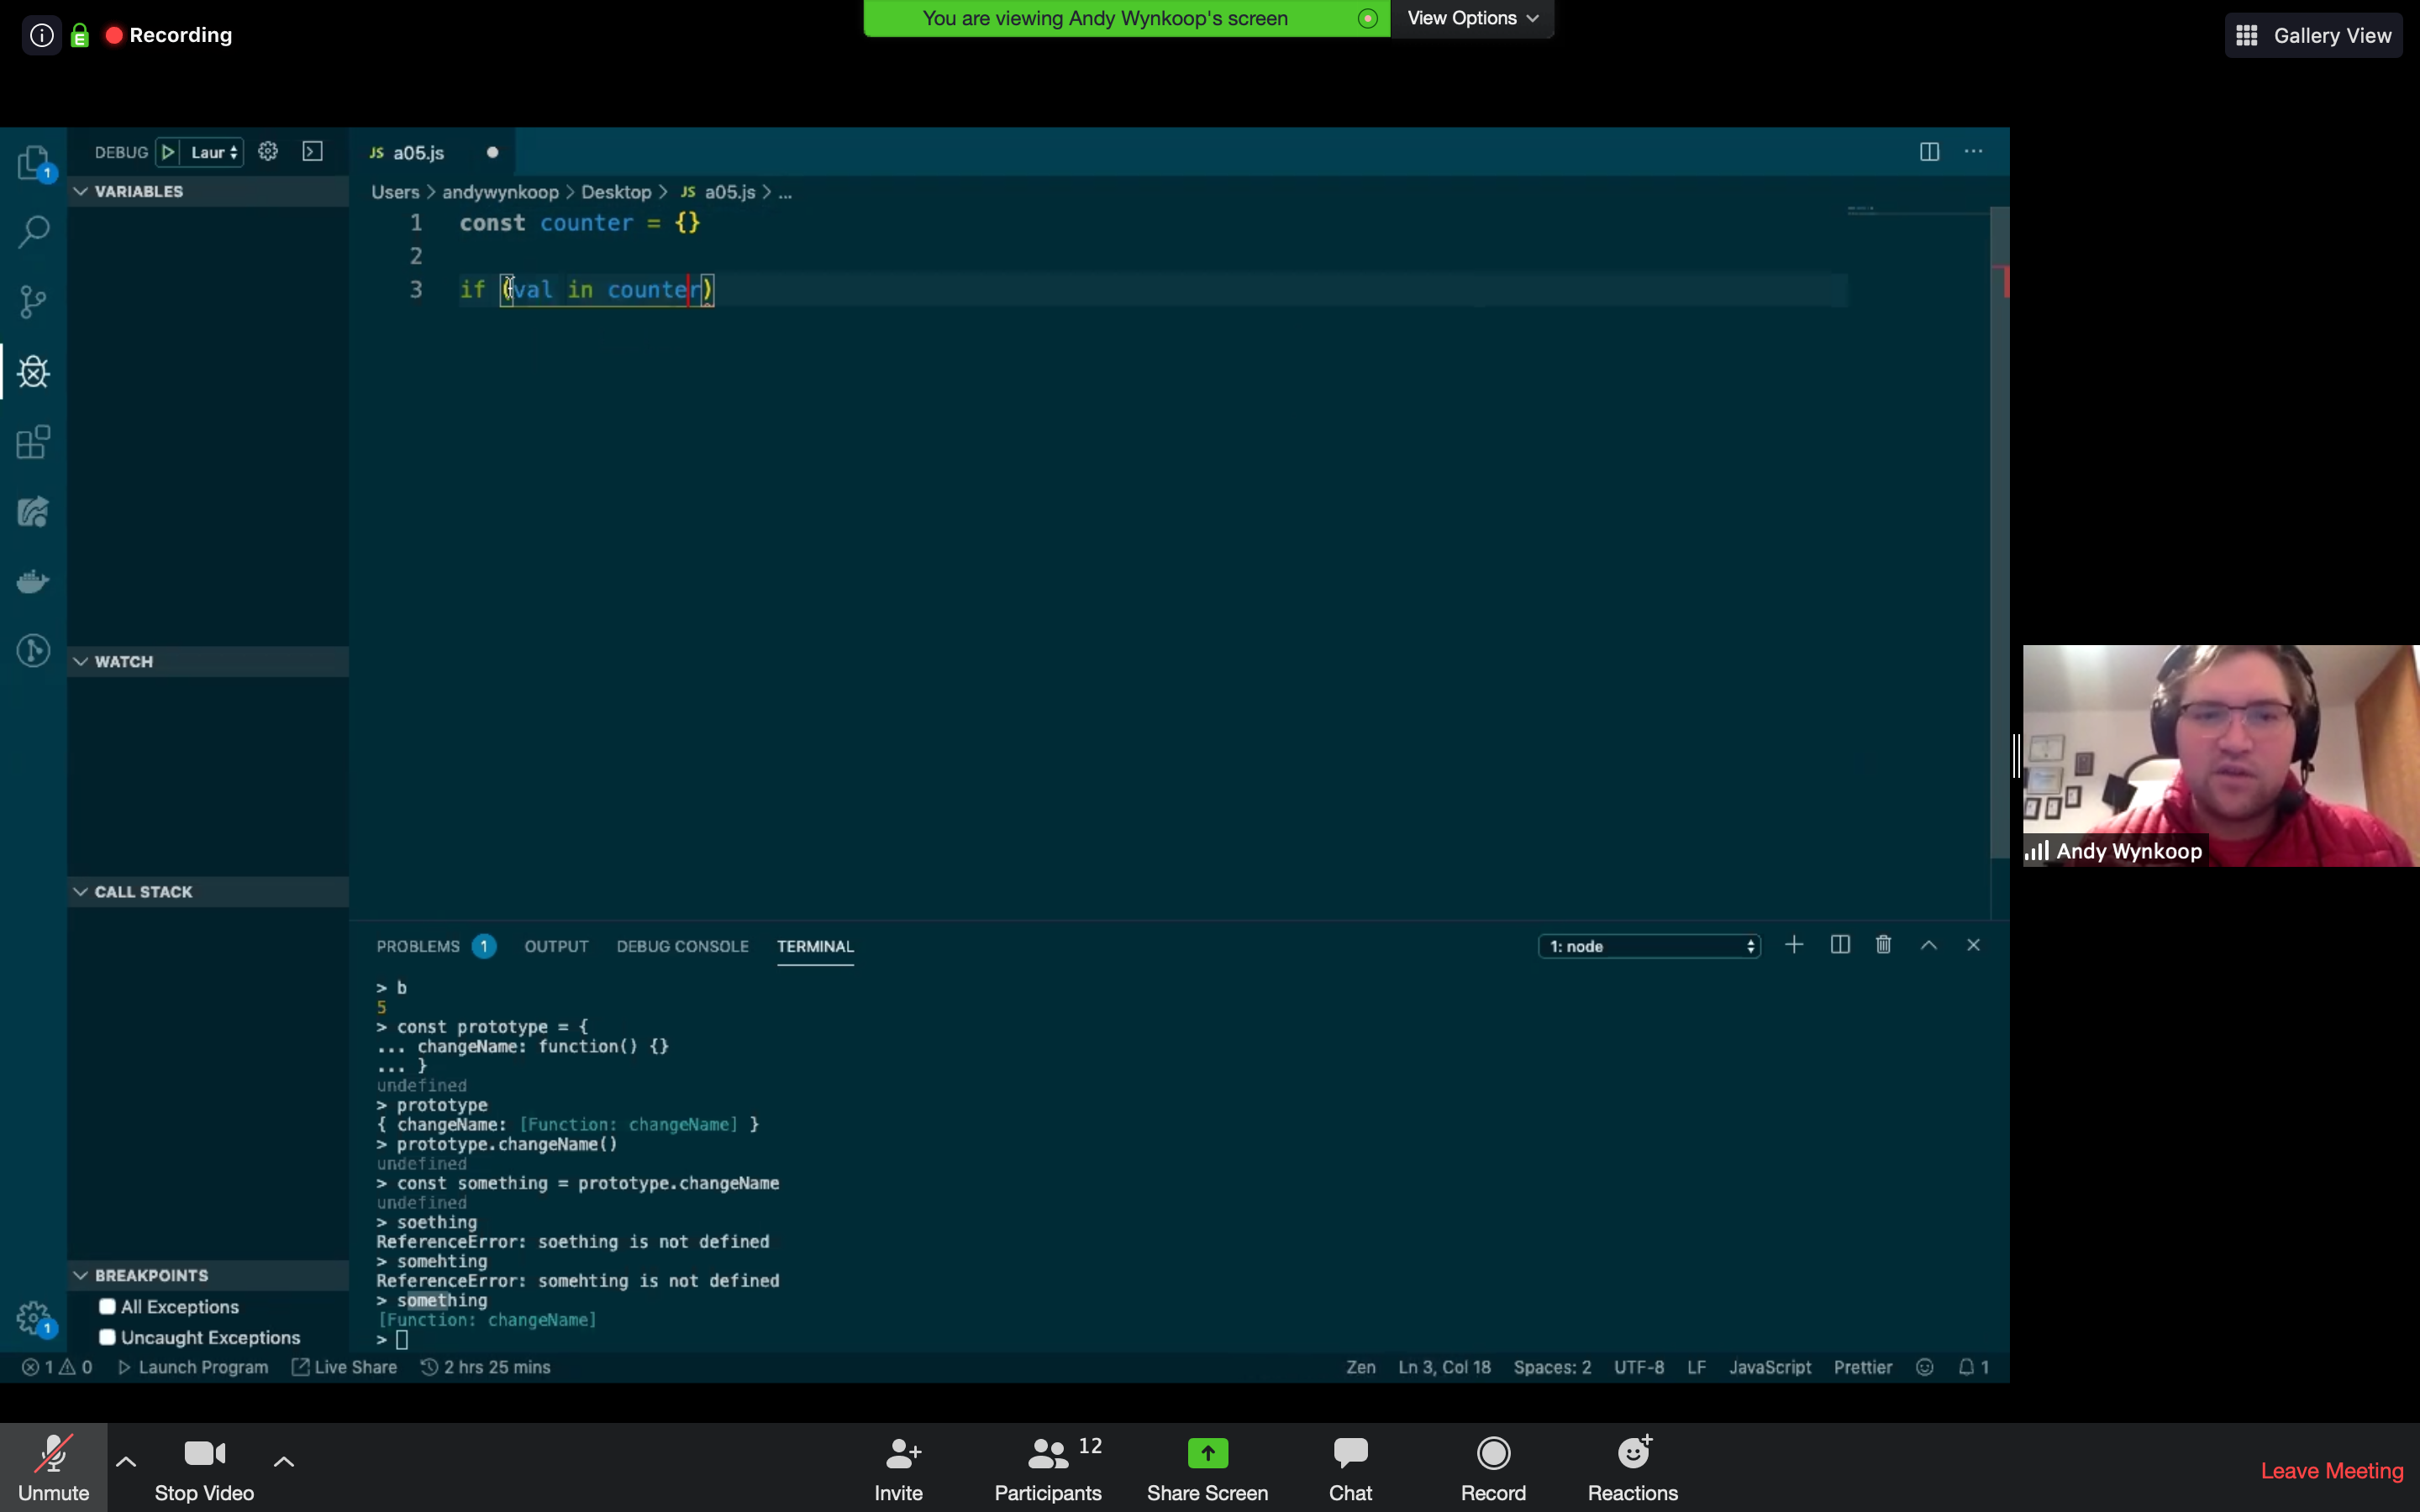 Recording
You are viewing Andy Wynkoop's screen
View Options
Gallery View
1
DEBUG Laur
JS a05.js
VARIABLES
Users > andywynkoop > Desktop > JS a05.js > ...
1 const counter = {}
2
3 if (val in counter)
WATCH
Andy Wynkoop
CALL STACK
PROBLEMS 1 OUTPUT DEBUG CONSOLE TERMINAL
1: node
> b
5
> const prototype = {
... changeName: function() {}
... }
undefined
> prototype
{ changeName: [Function: changeName] }
> prototype.changeName()
undefined
> const something = prototype.changeName
undefined
> soething
ReferenceError: soething is not defined
> somehting
ReferenceError: somehting is not defined
> something
[Function: changeName]
>
BREAKPOINTS
All Exceptions
Uncaught Exceptions
1
1 0 Launch Program Live Share 2 hrs 25 mins
Zen Ln 3, Col 18 Spaces: 2 UTF-8 LF JavaScript Prettier 1
Unmute
Stop Video
Invite
12
Participants
Share Screen
Chat
Record
Reactions
Leave Meeting